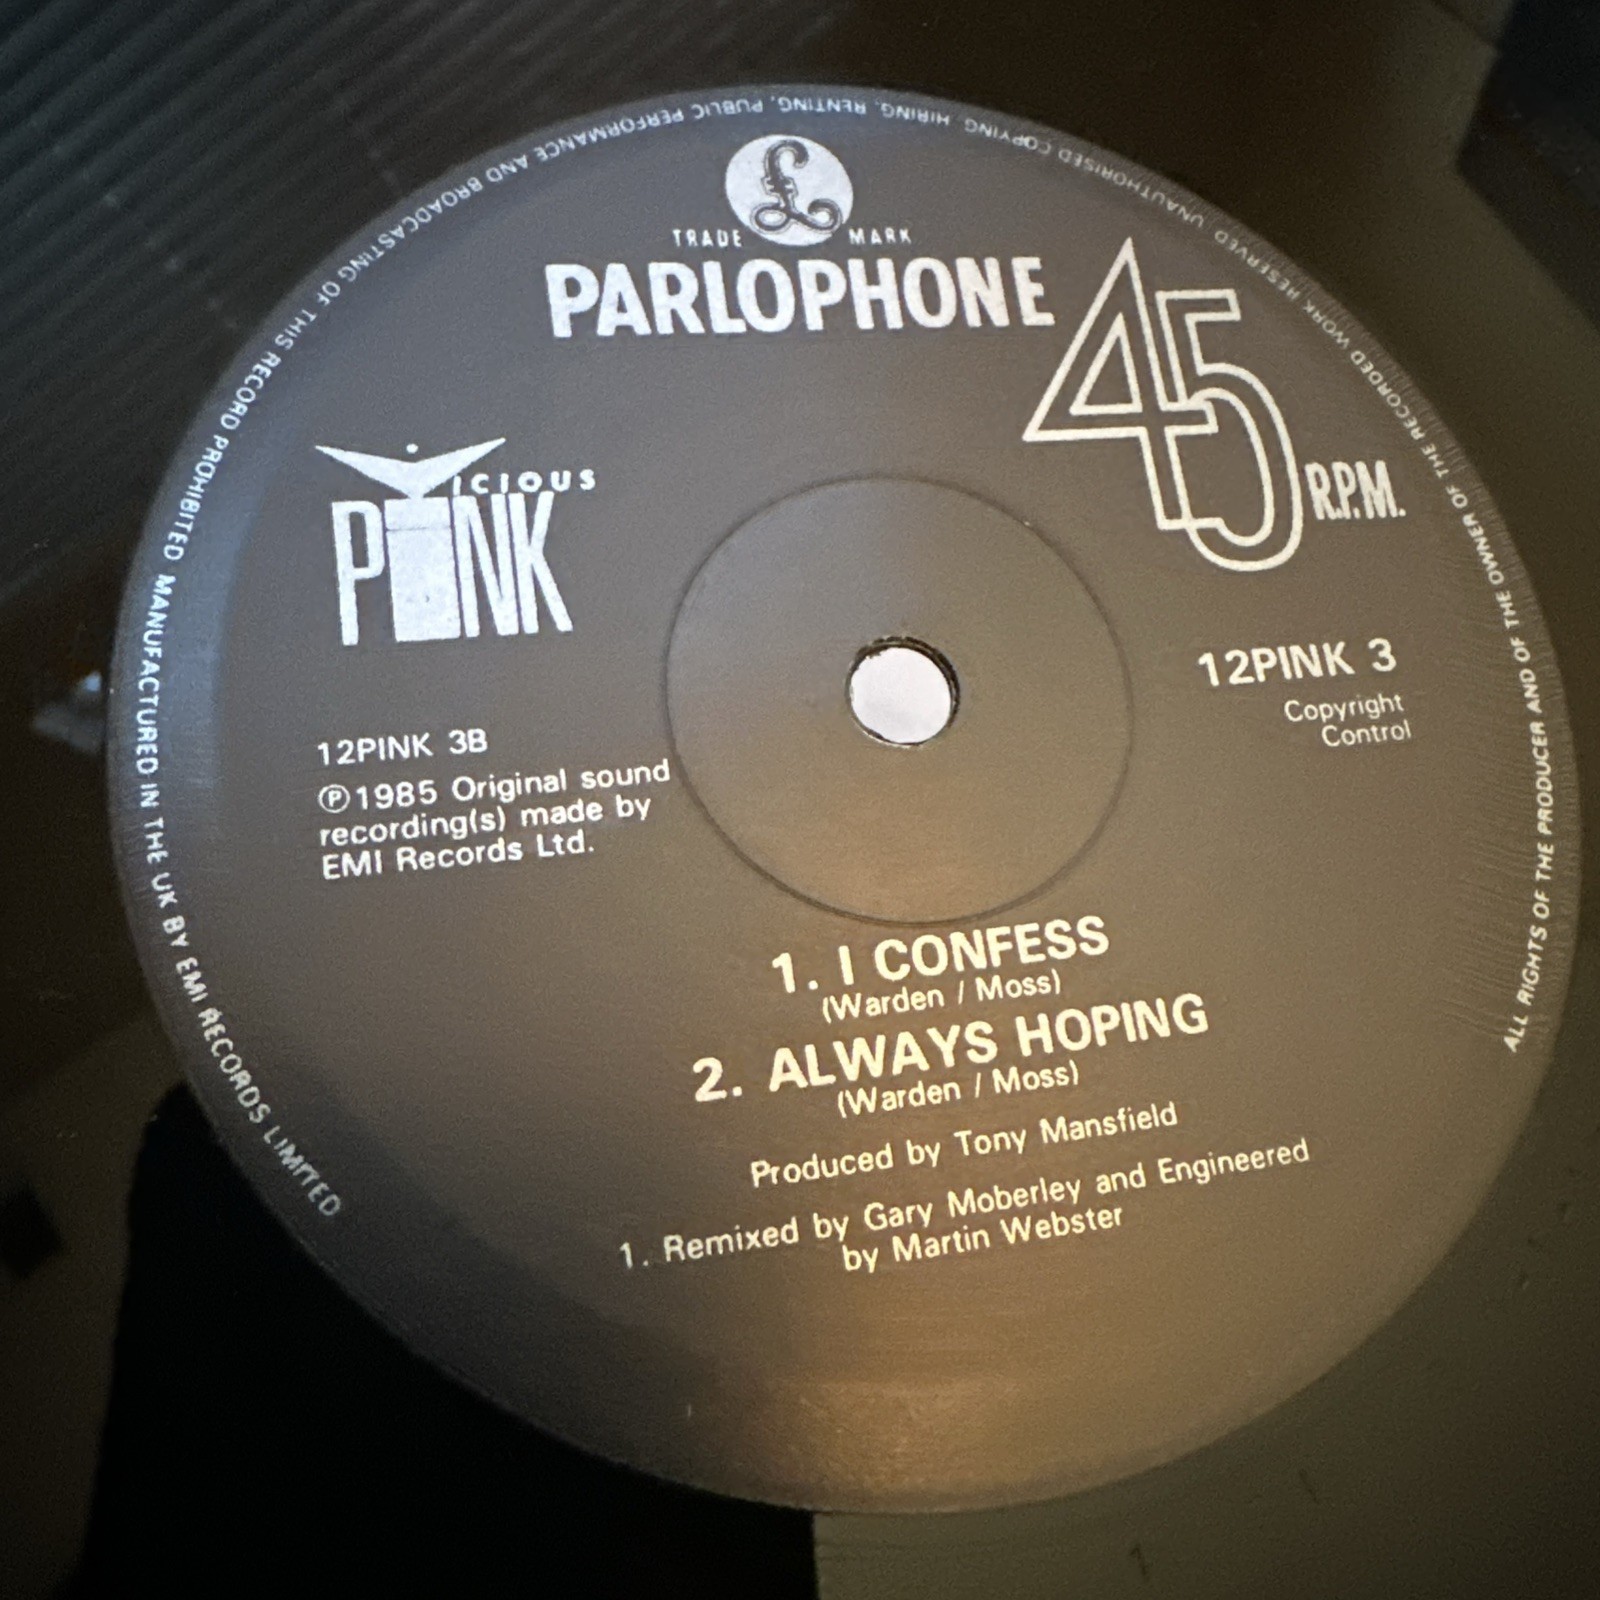 TRADE MARK
PARLOPHONE
45 R.P.M.
VICIOUS
PINK
12PINK 3
Copyright
Control
12PINK 3B
Ⓟ1985 Original sound
recording(s) made by
EMI Records Ltd.
1. I CONFESS
(Warden / Moss)
2. ALWAYS HOPING
(Warden / Moss)
Produced by Tony Mansfield
1. Remixed by Gary Moberley and Engineered
by Martin Webster
ALL RIGHTS OF THE PRODUCER AND OF THE OWNER OF THE RECORDED WORK RESERVED. UNAUTHORISED COPYING, HIRING, RENTING, PUBLIC PERFORMANCE AND BROADCASTING OF THIS RECORD PROHIBITED. MANUFACTURED IN THE UK BY EMI RECORDS LIMITED